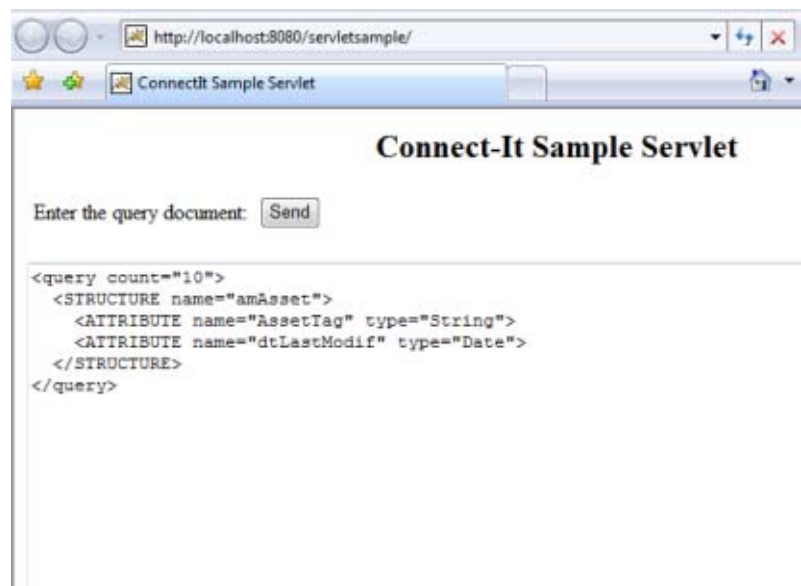 http://localhost:8080/servletsample/
ConnectIt Sample Servlet
Connect-It Sample Servlet
Enter the query document: Send
<query count="10">
<STRUCTURE name="amAsset">
<ATTRIBUTE name="AssetTag" type="String">
<ATTRIBUTE name="dtLastModif" type="Date">
</STRUCTURE>
</query>